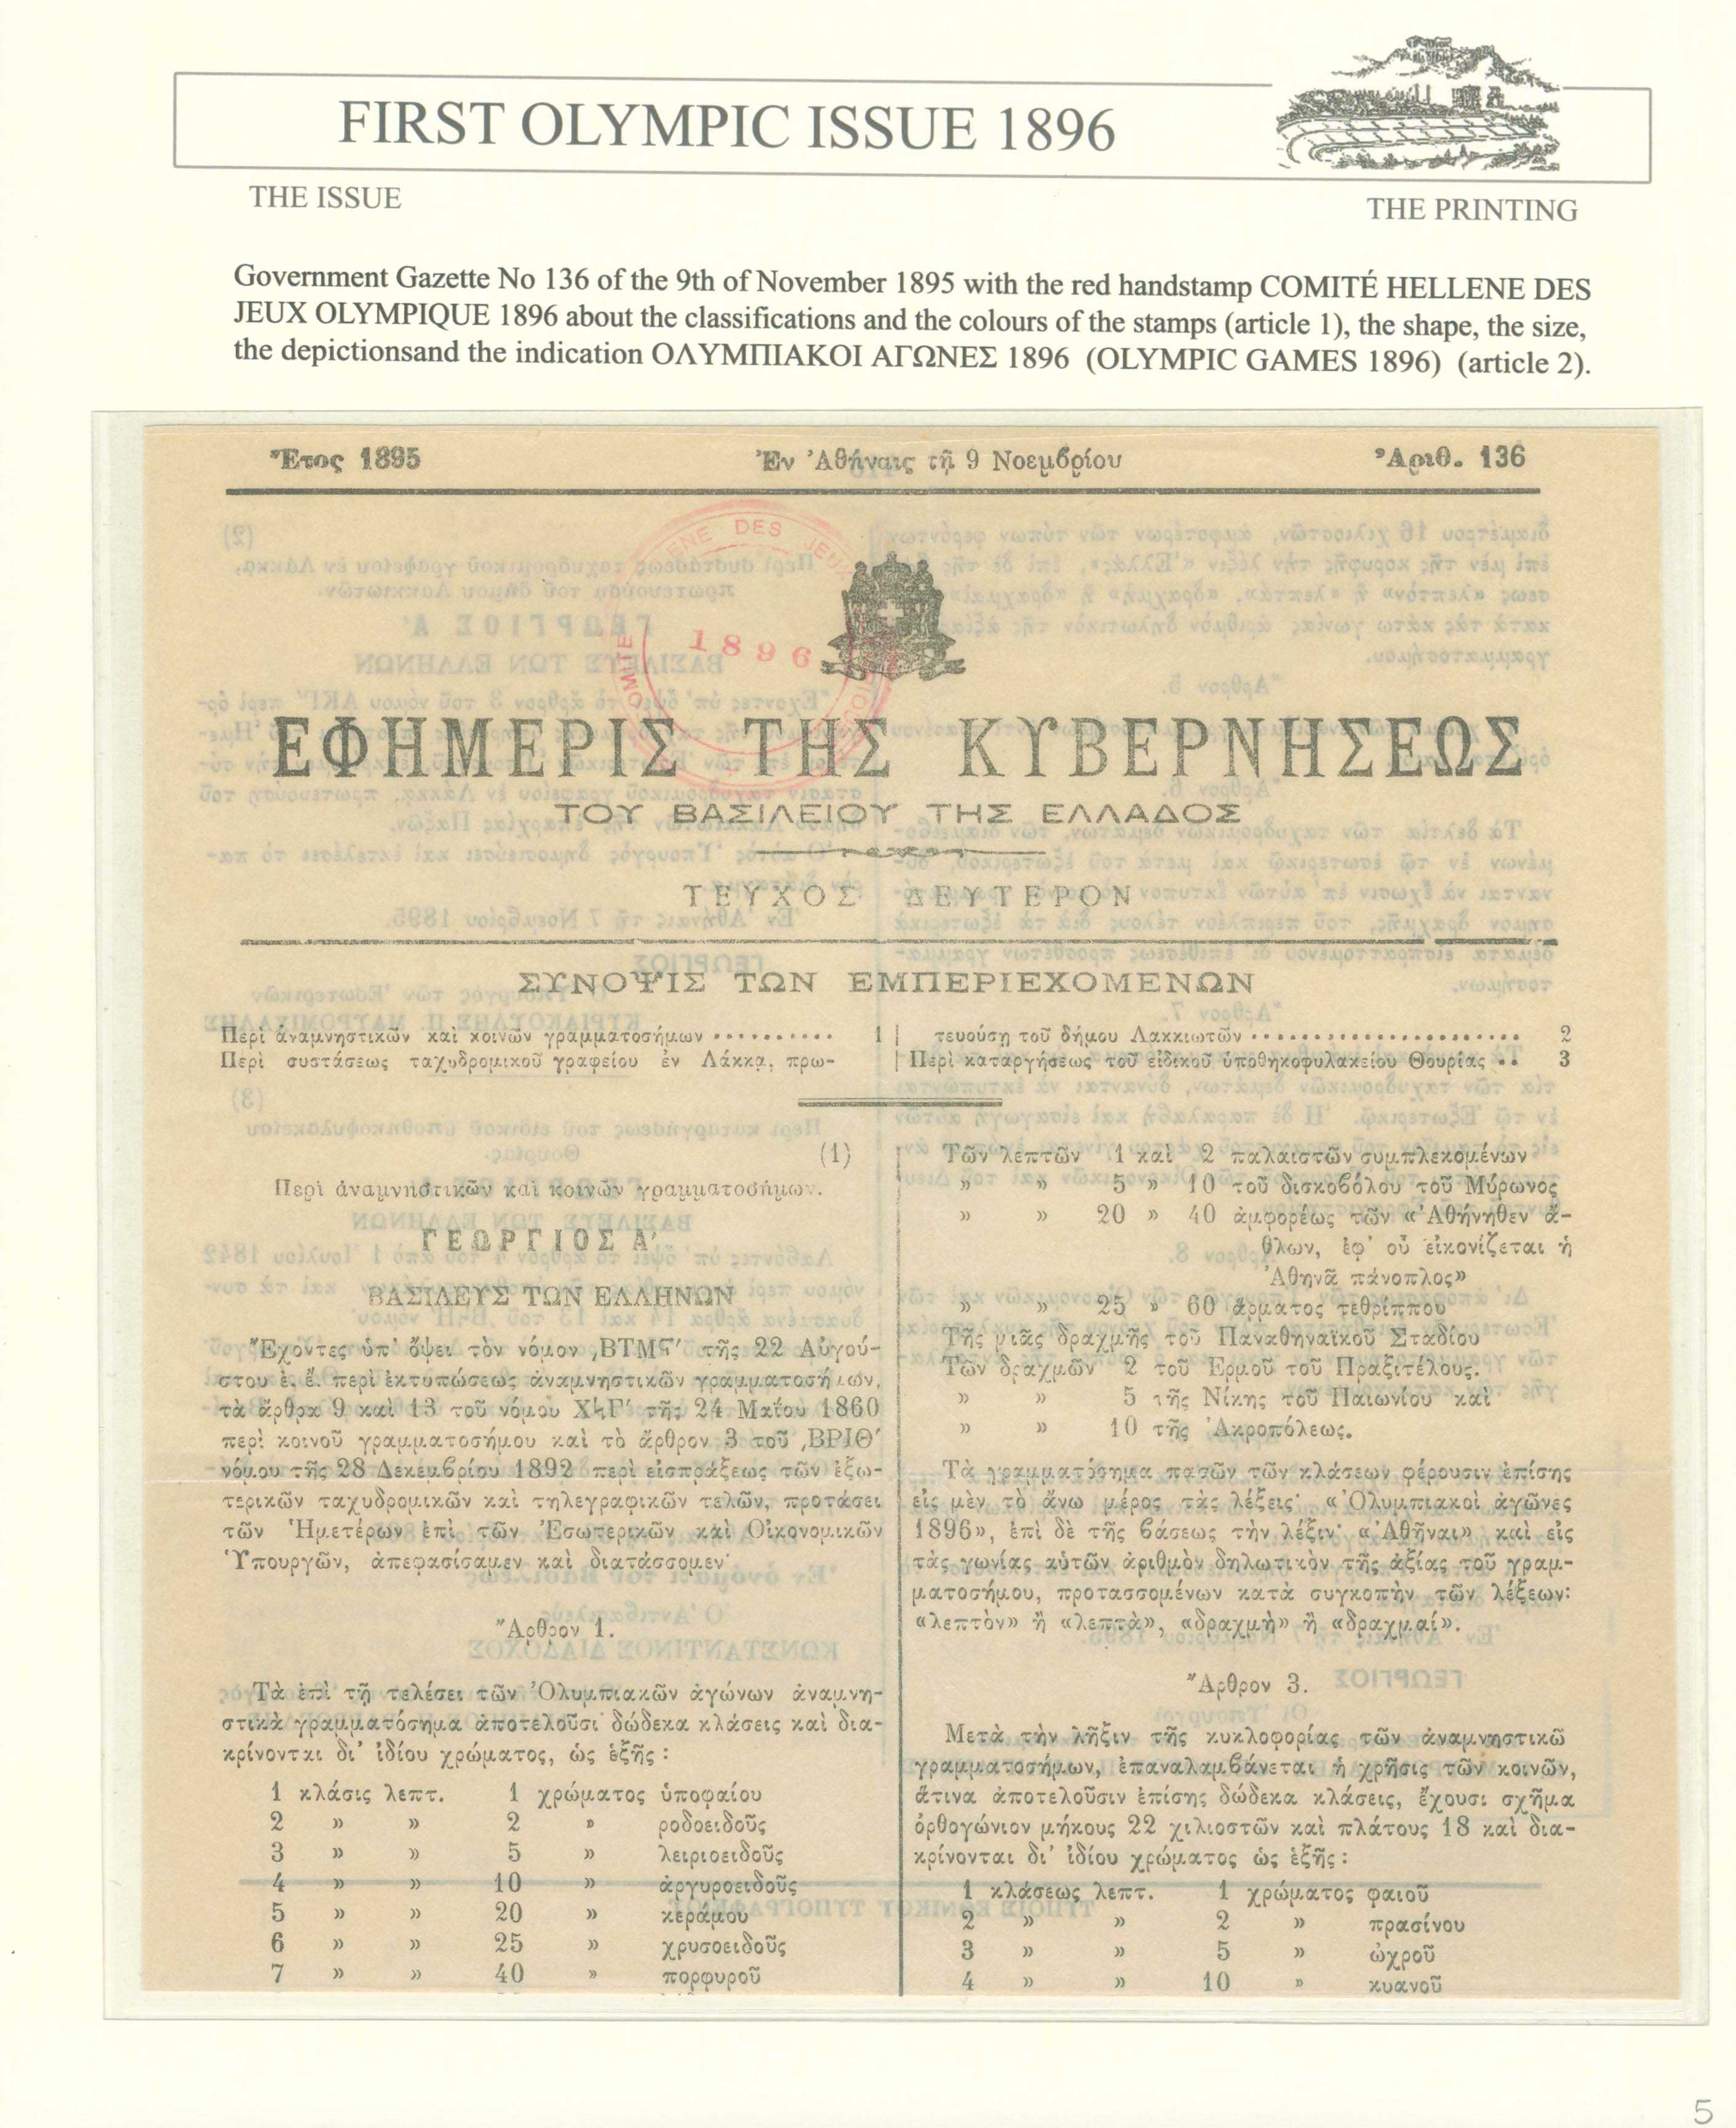 FIRST OLYMPIC ISSUE 1896
THE ISSUE
THE PRINTING
Government Gazette No 136 of the 9th of November 1895 with the red handstamp COMITÉ HELLENE DES
JEUX OLYMPIQUE 1896 about the classifications and the colours of the stamps (article 1), the shape, the size,
the depictionsand the indication ΟΛΥΜΠΙΑΚΟΙ ΑΓΩΝΕΣ 1896 (OLYMPIC GAMES 1896) (article 2).
Ἔτος 1895
Ἐν Ἀθήναις τῇ 9 Νοεμβρίου
Ἀριθ. 136
DES JEUX
1896
ΕΦΗΜΕΡΙΣ ΤΗΣ ΚΥΒΕΡΝΗΣΕΩΣ
ΤΟΥ ΒΑΣΙΛΕΙΟΥ ΤΗΣ ΕΛΛΑΔΟΣ
ΤΕΥΧΟΣ ΔΕΥΤΕΡΟΝ
ΣΥΝΟΨΙΣ ΤΩΝ ΕΜΠΕΡΙΕΧΟΜΕΝΩΝ
Περὶ ἀναμνηστικῶν καὶ κοινῶν γραμματοσήμων .......... 1
Περὶ συστάσεως ταχυδρομικοῦ γραφείου ἐν Λάκκᾳ, πρω-
τευούσῃ τοῦ δήμου Λακκιωτῶν ........................ 2
Περὶ καταργήσεως τοῦ εἰδικοῦ ὑποθηκοφυλακείου Θουρίας .. 3
(1)
Περὶ ἀναμνηστικῶν καὶ κοινῶν γραμματοσήμων.
ΓΕΩΡΓΙΟΣ Α΄
ΒΑΣΙΛΕΥΣ ΤΩΝ ΕΛΛΗΝΩΝ
Ἔχοντες ὑπ' ὄψει τὸν νόμον ͵ΒΤΜϚ΄ τῆς 22 Αὐγού-
στου ἐ. ἔ. περὶ ἐκτυπώσεως ἀναμνηστικῶν γραμματοσήμων,
τὰ ἄρθρα 9 καὶ 13 τοῦ νόμου ΧϞΓ΄ τῆς 24 Μαΐου 1860
περὶ κοινοῦ γραμματοσήμου καὶ τὸ ἄρθρον 3 τοῦ ͵ΒΡΙΘ΄
νόμου τῆς 28 Δεκεμβρίου 1892 περὶ εἰσπράξεως τῶν ἐξω-
τερικῶν ταχυδρομικῶν καὶ τηλεγραφικῶν τελῶν, προτάσει
τῶν Ἡμετέρων ἐπὶ τῶν Ἐσωτερικῶν καὶ Οἰκονομικῶν
Ὑπουργῶν, ἀπεφασίσαμεν καὶ διατάσσομεν·
Ἄρθρον 1.
Τὰ ἐπὶ τῇ τελέσει τῶν Ὀλυμπιακῶν ἀγώνων ἀναμνη-
στικὰ γραμματόσημα ἀποτελοῦσι δώδεκα κλάσεις καὶ δια-
κρίνονται δι' ἰδίου χρώματος, ὡς ἑξῆς :
1 κλάσις λεπτ. 1 χρώματος ὑποφαίου
2 » » 2 » ροδοειδοῦς
3 » » 5 » λειριοειδοῦς
4 » » 10 » ἀργυροειδοῦς
5 » » 20 » κεράμου
6 » » 25 » χρυσοειδοῦς
7 » » 40 » πορφυροῦ
Τῶν λεπτῶν 1 καὶ 2 παλαιστῶν συμπλεκομένων
» » 5 » 10 τοῦ δισκοβόλου τοῦ Μύρωνος
» » 20 » 40 ἀμφορέως τῶν «Ἀθήνηθεν ἄ-
θλων, ἐφ' οὗ εἰκονίζεται ἡ
Ἀθηνᾶ πάνοπλος»
» » 25 » 60 ἅρματος τεθρίππου
Τῆς μιᾶς δραχμῆς τοῦ Παναθηναϊκοῦ Σταδίου
Τῶν δραχμῶν 2 τοῦ Ἑρμοῦ τοῦ Πραξιτέλους.
» » 5 τῆς Νίκης τοῦ Παιωνίου καὶ
» » 10 τῆς Ἀκροπόλεως.
Τὰ γραμματόσημα πασῶν τῶν κλάσεων φέρουσιν ἐπίσης
εἰς μὲν τὸ ἄνω μέρος τὰς λέξεις· «Ὀλυμπιακοὶ ἀγῶνες
1896», ἐπὶ δὲ τῆς βάσεως τὴν λέξιν· «Ἀθῆναι» καὶ εἰς
τὰς γωνίας αὐτῶν ἀριθμὸν δηλωτικὸν τῆς ἀξίας τοῦ γραμ-
ματοσήμου, προτασσομένων κατὰ συγκοπὴν τῶν λέξεων:
«λεπτὸν» ἢ «λεπτὰ», «δραχμὴ» ἢ «δραχμαί».
Ἄρθρον 3.
Μετὰ τὴν λῆξιν τῆς κυκλοφορίας τῶν ἀναμνηστικῶ
γραμματοσήμων, ἐπαναλαμβάνεται ἡ χρῆσις τῶν κοινῶν,
ἅτινα ἀποτελοῦσιν ἐπίσης δώδεκα κλάσεις, ἔχουσι σχῆμα
ὀρθογώνιον μήκους 22 χιλιοστῶν καὶ πλάτους 18 καὶ δια-
κρίνονται δι' ἰδίου χρώματος ὡς ἑξῆς :
1 κλάσεως λεπτ. 1 χρώματος φαιοῦ
2 » » 2 » πρασίνου
3 » » 5 » ὠχροῦ
4 » » 10 » κυανοῦ
5